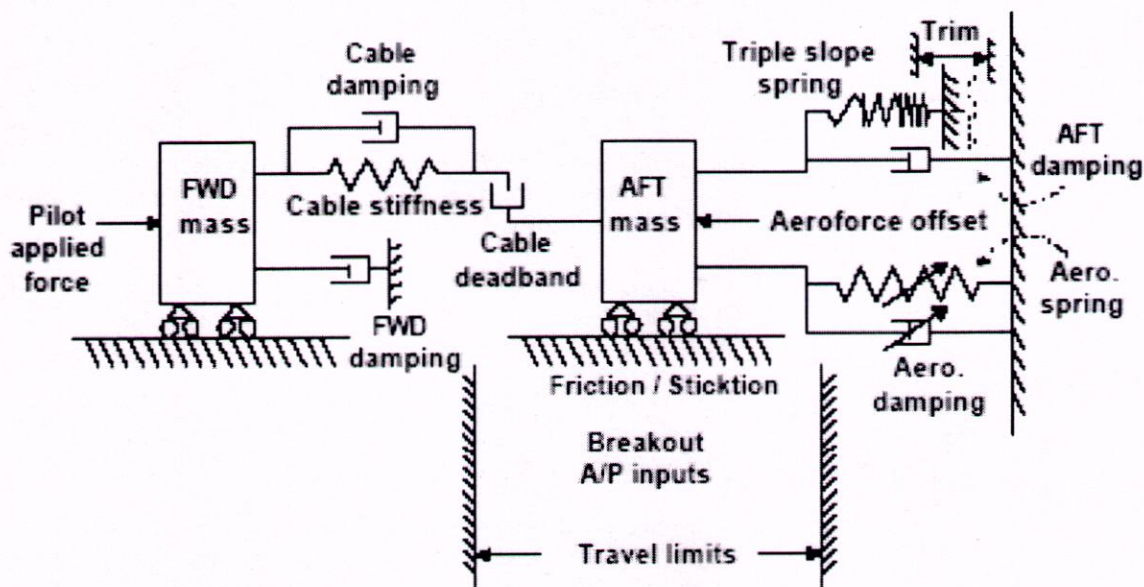 Trim
Triple slope
spring
Cable
damping
AFT
damping
FWD
mass
Cable stiffness
AFT
mass
Pilot
applied
force
Aeroforce offset
Cable
deadband
Aero.
spring
FWD
damping
Friction / Sticktion
Aero.
damping
Breakout
A/P inputs
Travel limits